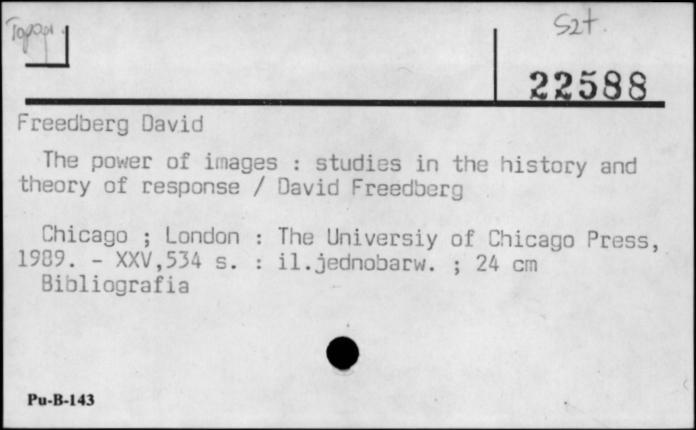 Szt.
22588
Freedberg David
The power of images : studies in the history and
theory of response / David Freedberg
Chicago ; London : The Universiy of Chicago Press,
1989. - XXV,534 s. : il.jednobarw. ; 24 cm
Bibliografia
Pu-B-143